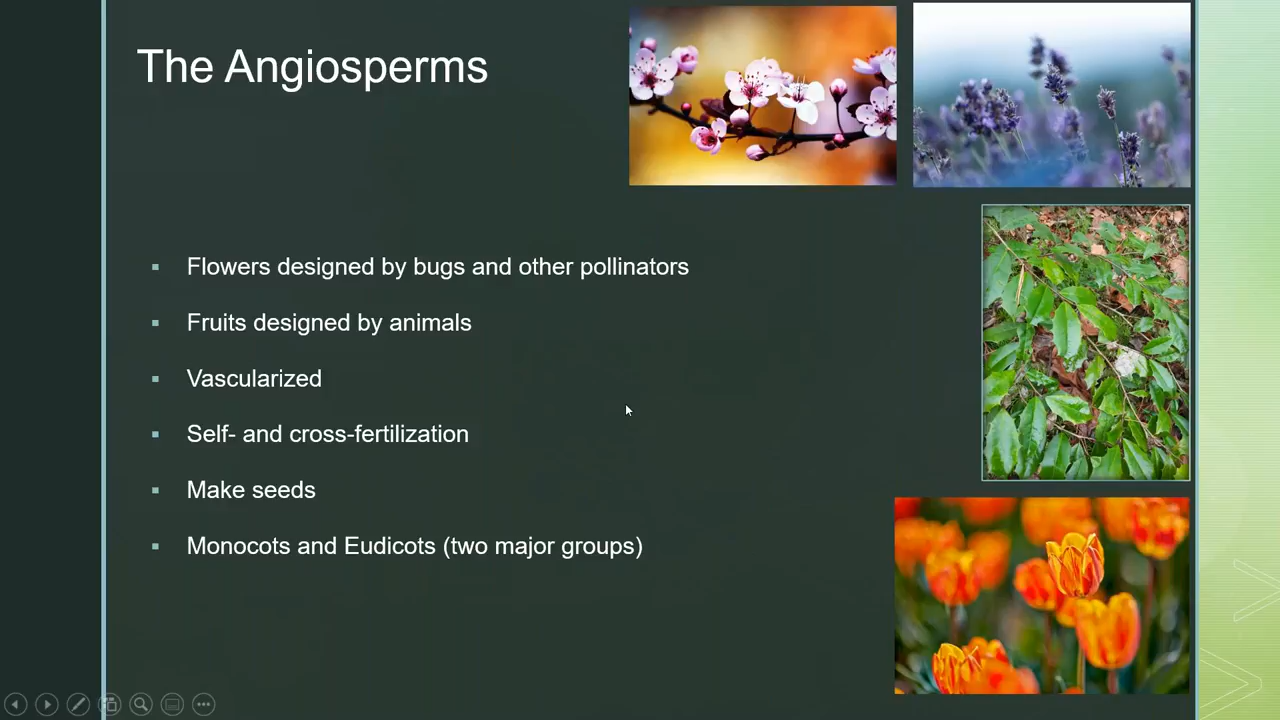 The Angiosperms
Flowers designed by bugs and other pollinators
Fruits designed by animals
Vascularized
Self- and cross-fertilization
Make seeds
Monocots and Eudicots (two major groups)